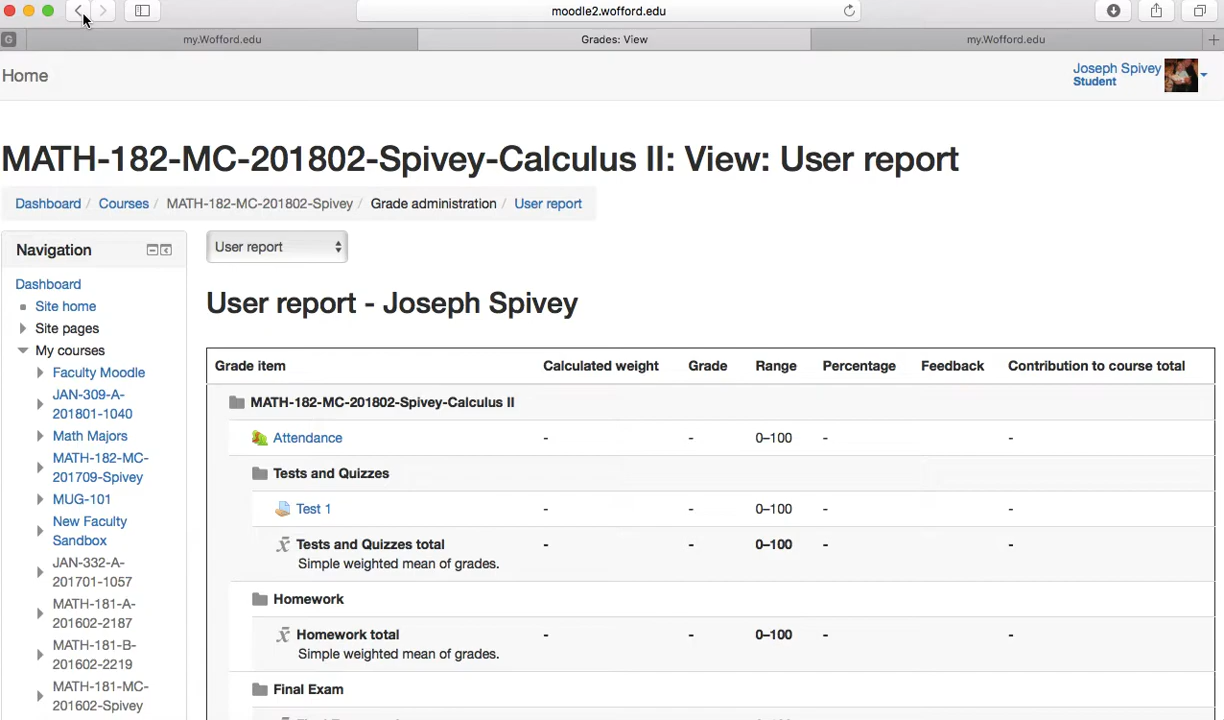 moodle2.wofford.edu
G
my.Wofford.edu
Grades: View
my.Wofford.edu
Home
Joseph Spivey
Student
MATH-182-MC-201802-Spivey-Calculus II: View: User report
Dashboard / Courses / MATH-182-MC-201802-Spivey / Grade administration / User report
Navigation
User report
Dashboard
Site home
Site pages
My courses
Faculty Moodle
JAN-309-A-
201801-1040
Math Majors
MATH-182-MC-
201709-Spivey
MUG-101
New Faculty
Sandbox
JAN-332-A-
201701-1057
MATH-181-A-
201602-2187
MATH-181-B-
201602-2219
MATH-181-MC-
201602-Spivey
User report - Joseph Spivey
Grade item Calculated weight Grade Range Percentage Feedback Contribution to course total
MATH-182-MC-201802-Spivey-Calculus II
Attendance - - 0–100 - -
Tests and Quizzes
Test 1 - - 0–100 - -
x̄ Tests and Quizzes total - - 0–100 - -
Simple weighted mean of grades.
Homework
x̄ Homework total - - 0–100 - -
Simple weighted mean of grades.
Final Exam